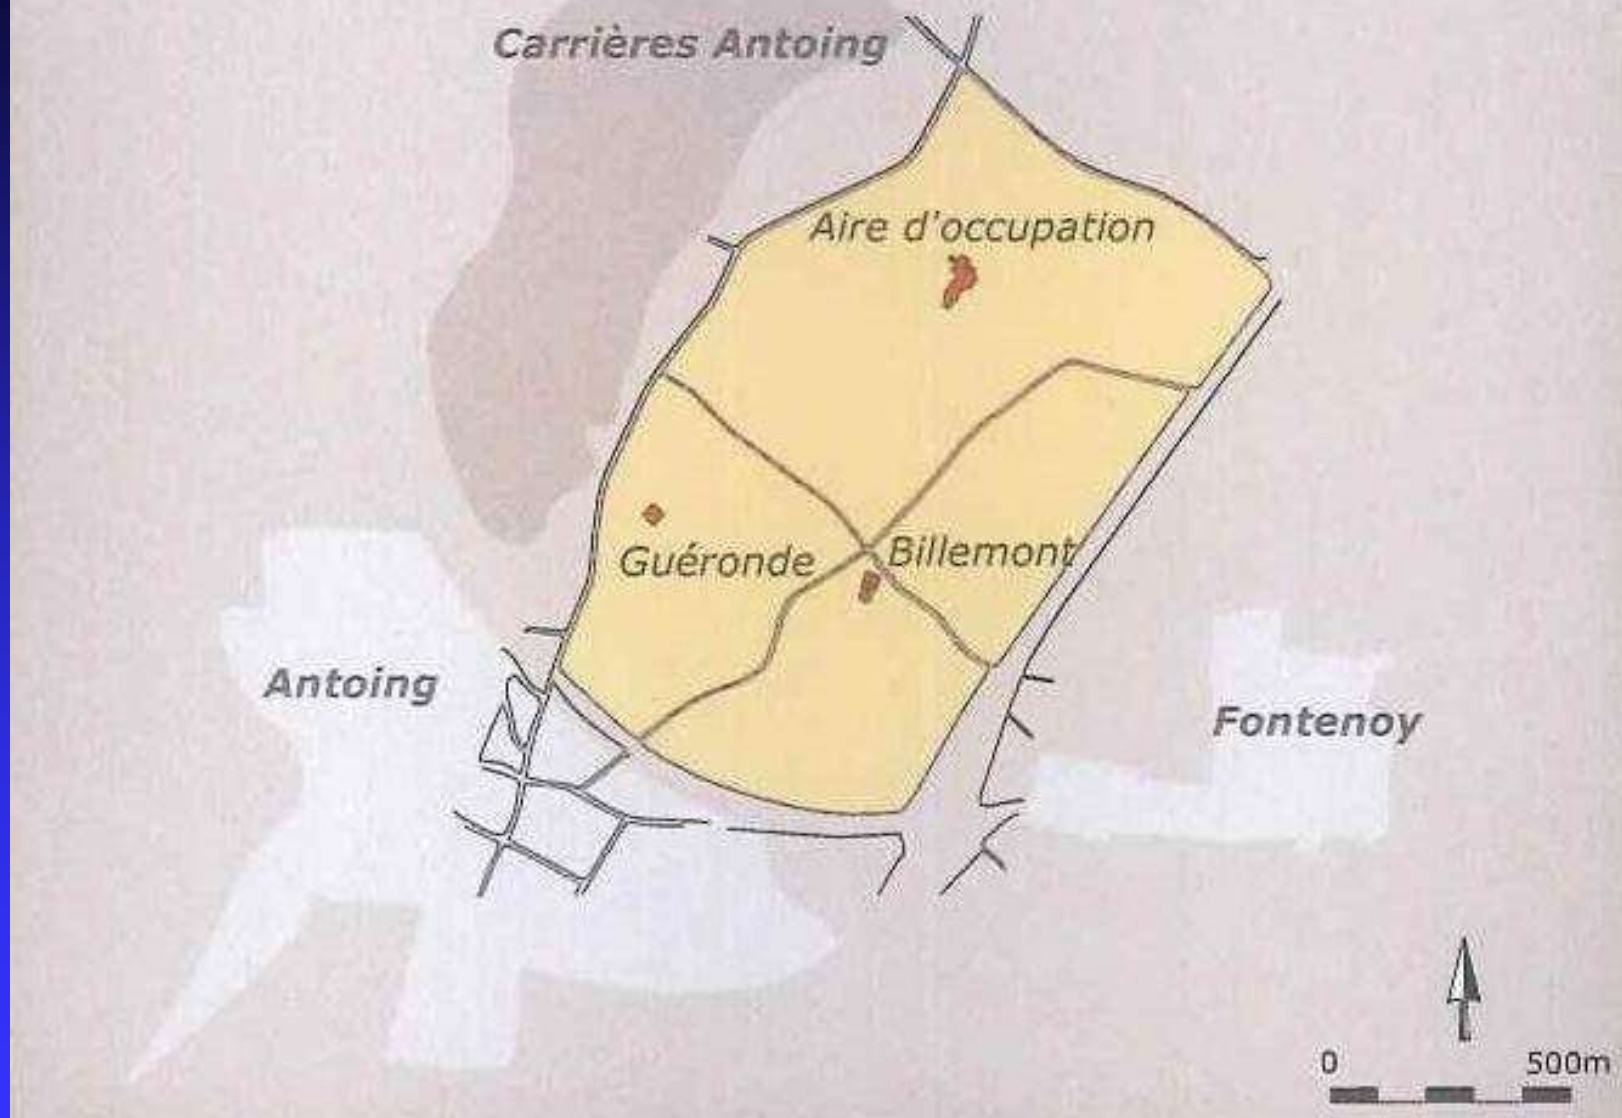 Carrières Antoing
Aire d'occupation
Guéronde
Billemont
Antoing
Fontenoy
0 500m